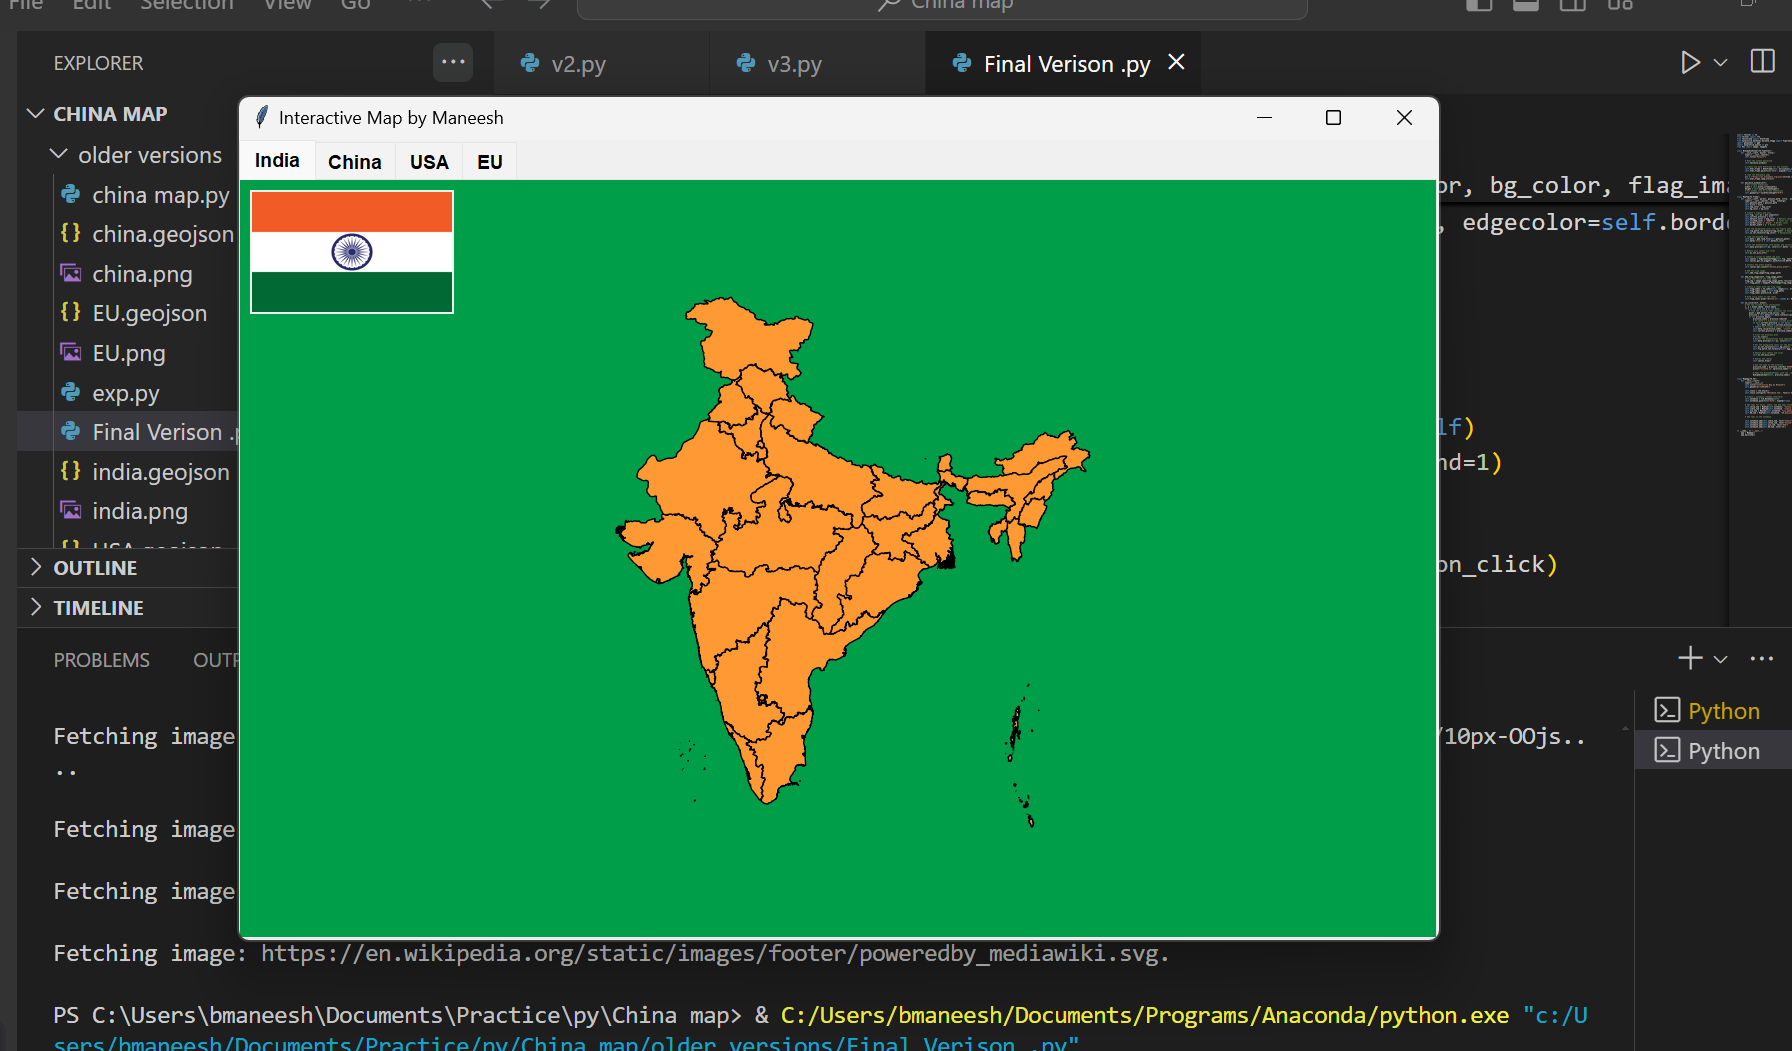 File Edit Selection View Go ... China map
EXPLORER ...
v2.py
v3.py
Final Verison .py
CHINA MAP
older versions
china map.py
china.geojson
china.png
EU.geojson
EU.png
exp.py
Final Verison .p
india.geojson
india.png
USA.geojson
OUTLINE
TIMELINE
Interactive Map by Maneesh
India China USA EU
or, bg_color, flag_ima
, edgecolor=self.borde
lf)
nd=1)
on_click)
PROBLEMS OUTP
Fetching image
/10px-OOjs..
..
Fetching image
Fetching image
Fetching image: https://en.wikipedia.org/static/images/footer/poweredby_mediawiki.svg.
PS C:\Users\bmaneesh\Documents\Practice\py\China map> & C:/Users/bmaneesh/Documents/Programs/Anaconda/python.exe "c:/U
sers/bmaneesh/Documents/Practice/py/China map/older versions/Final Verison .py"
Python
Python